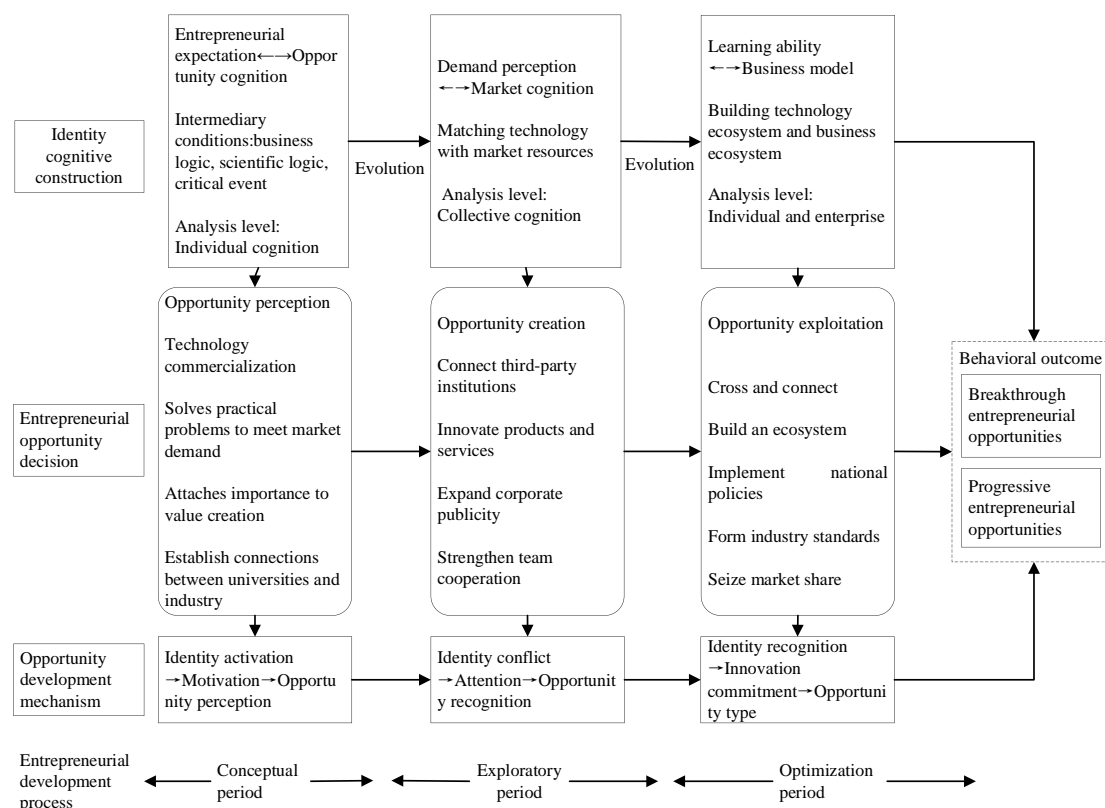 Identity
cognitive
construction
Entrepreneurial
expectation←→Oppor
tunity cognition
Intermediary
conditions:business
logic, scientific logic,
critical event
Analysis level:
Individual cognition
Evolution
Demand perception
←→Market cognition
Matching technology
with market resources
Analysis level:
Collective cognition
Evolution
Learning ability
←→Business model
Building technology
ecosystem and business
ecosystem
Analysis level:
Individual and enterprise
Entrepreneurial
opportunity
decision
Opportunity perception
Technology
commercialization
Solves practical
problems to meet market
demand
Attaches importance to
value creation
Establish connections
between universities and
industry
Opportunity creation
Connect third-party
institutions
Innovate products and
services
Expand corporate
publicity
Strengthen team
cooperation
Opportunity exploitation
Cross and connect
Build an ecosystem
Implement national
policies
Form industry standards
Seize market share
Behavioral outcome
Breakthrough
entrepreneurial
opportunities
Progressive
entrepreneurial
opportunities
Opportunity
development
mechanism
Identity activation
→Motivation→Opportu
nity perception
Identity conflict
→Attention→Opportunit
y recognition
Identity recognition
→Innovation
commitment→Opportuni
ty type
Entrepreneurial
development
process
Conceptual
period
Exploratory
period
Optimization
period